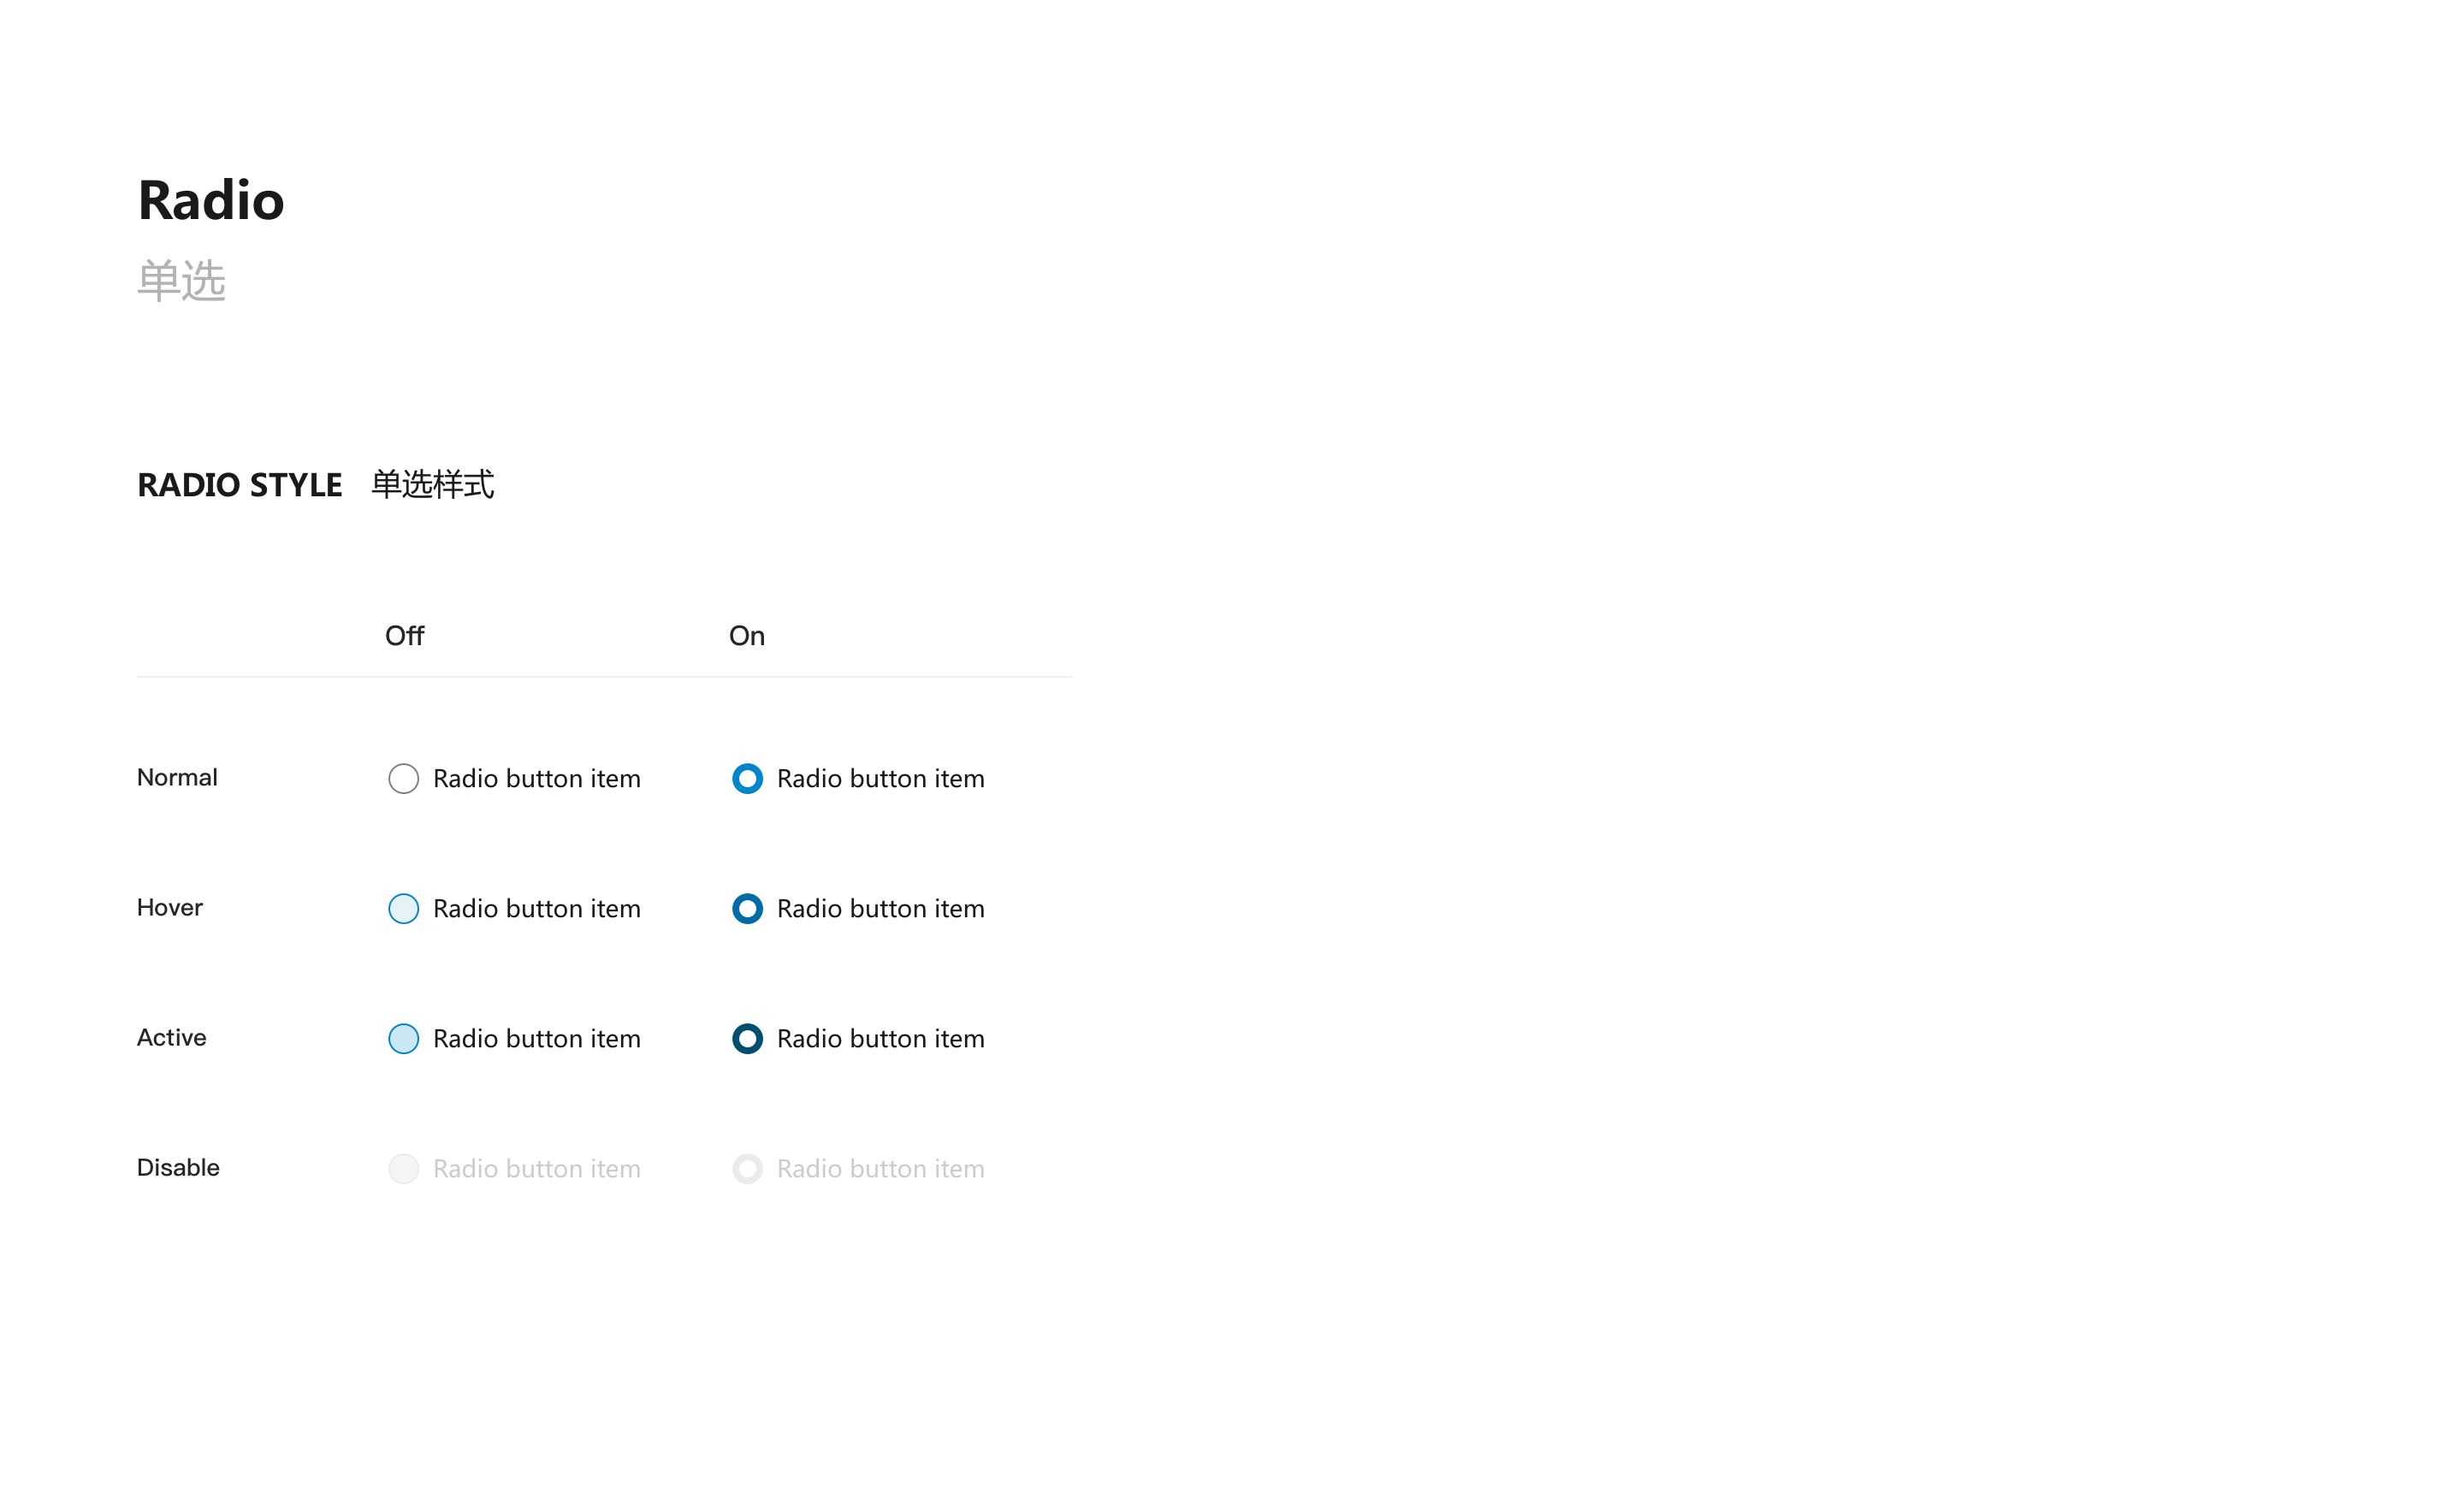 Radio
单选
RADIO STYLE 单选样式
Off On
Normal Radio button item Radio button item
Hover Radio button item Radio button item
Active Radio button item Radio button item
Disable Radio button item Radio button item